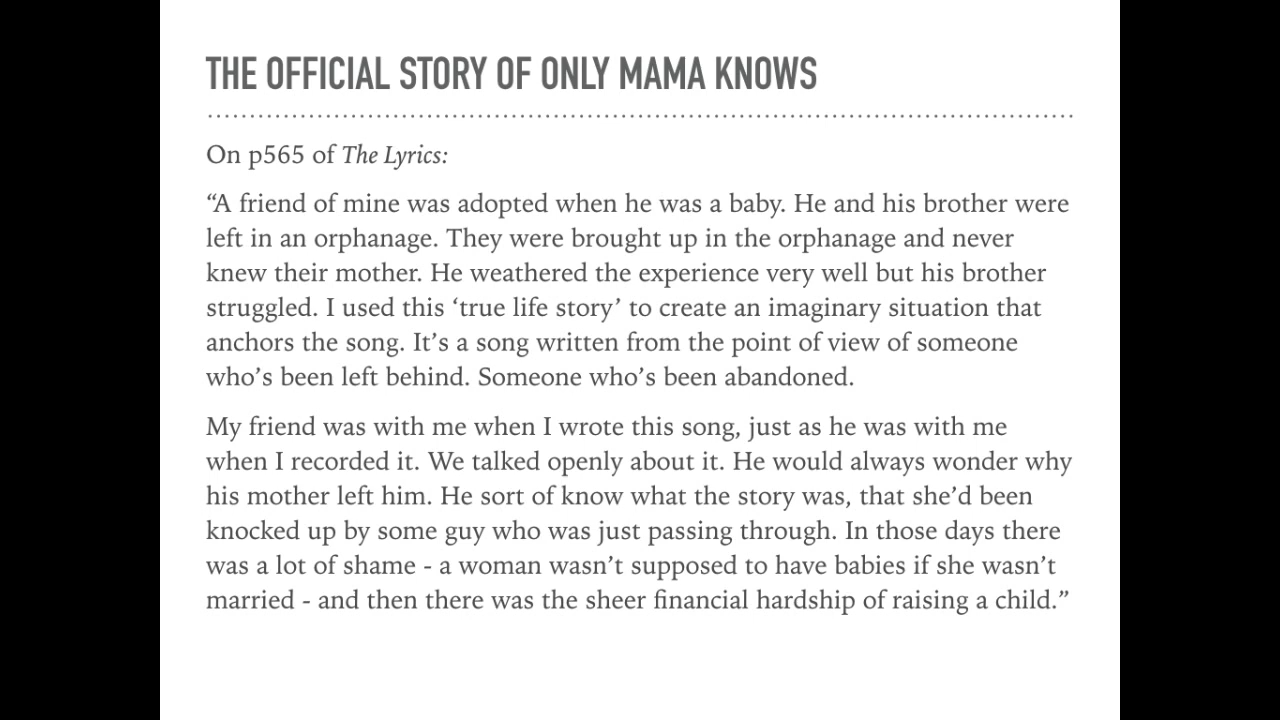 THE OFFICIAL STORY OF ONLY MAMA KNOWS
On p565 of The Lyrics:
“A friend of mine was adopted when he was a baby. He and his brother were
left in an orphanage. They were brought up in the orphanage and never
knew their mother. He weathered the experience very well but his brother
struggled. I used this ‘true life story’ to create an imaginary situation that
anchors the song. It’s a song written from the point of view of someone
who’s been left behind. Someone who’s been abandoned.
My friend was with me when I wrote this song, just as he was with me
when I recorded it. We talked openly about it. He would always wonder why
his mother left him. He sort of know what the story was, that she’d been
knocked up by some guy who was just passing through. In those days there
was a lot of shame - a woman wasn’t supposed to have babies if she wasn’t
married - and then there was the sheer financial hardship of raising a child.”